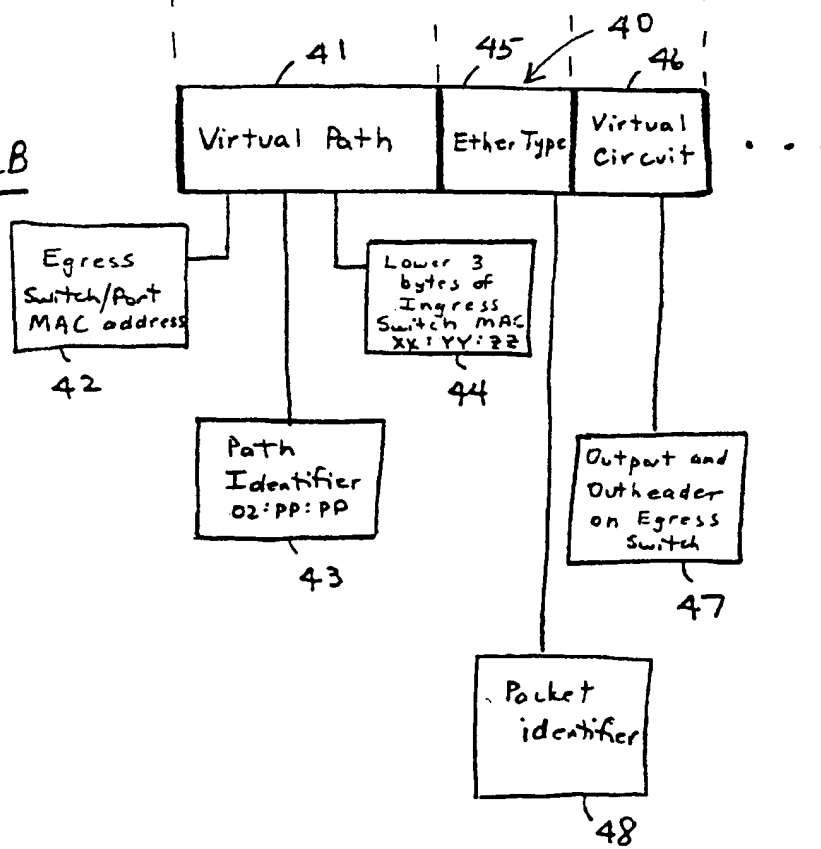 41
45
40
46
Virtual Path
EtherType
Virtual
Circuit
. . .
B
Egress
Switch/Port
MAC address
42
Lower 3
bytes of
Ingress
Switch MAC
XX:YY:ZZ
44
Path
Identifier
02:PP:PP
43
Outport and
Outheader
on Egress
Switch
47
Packet
identifier
48